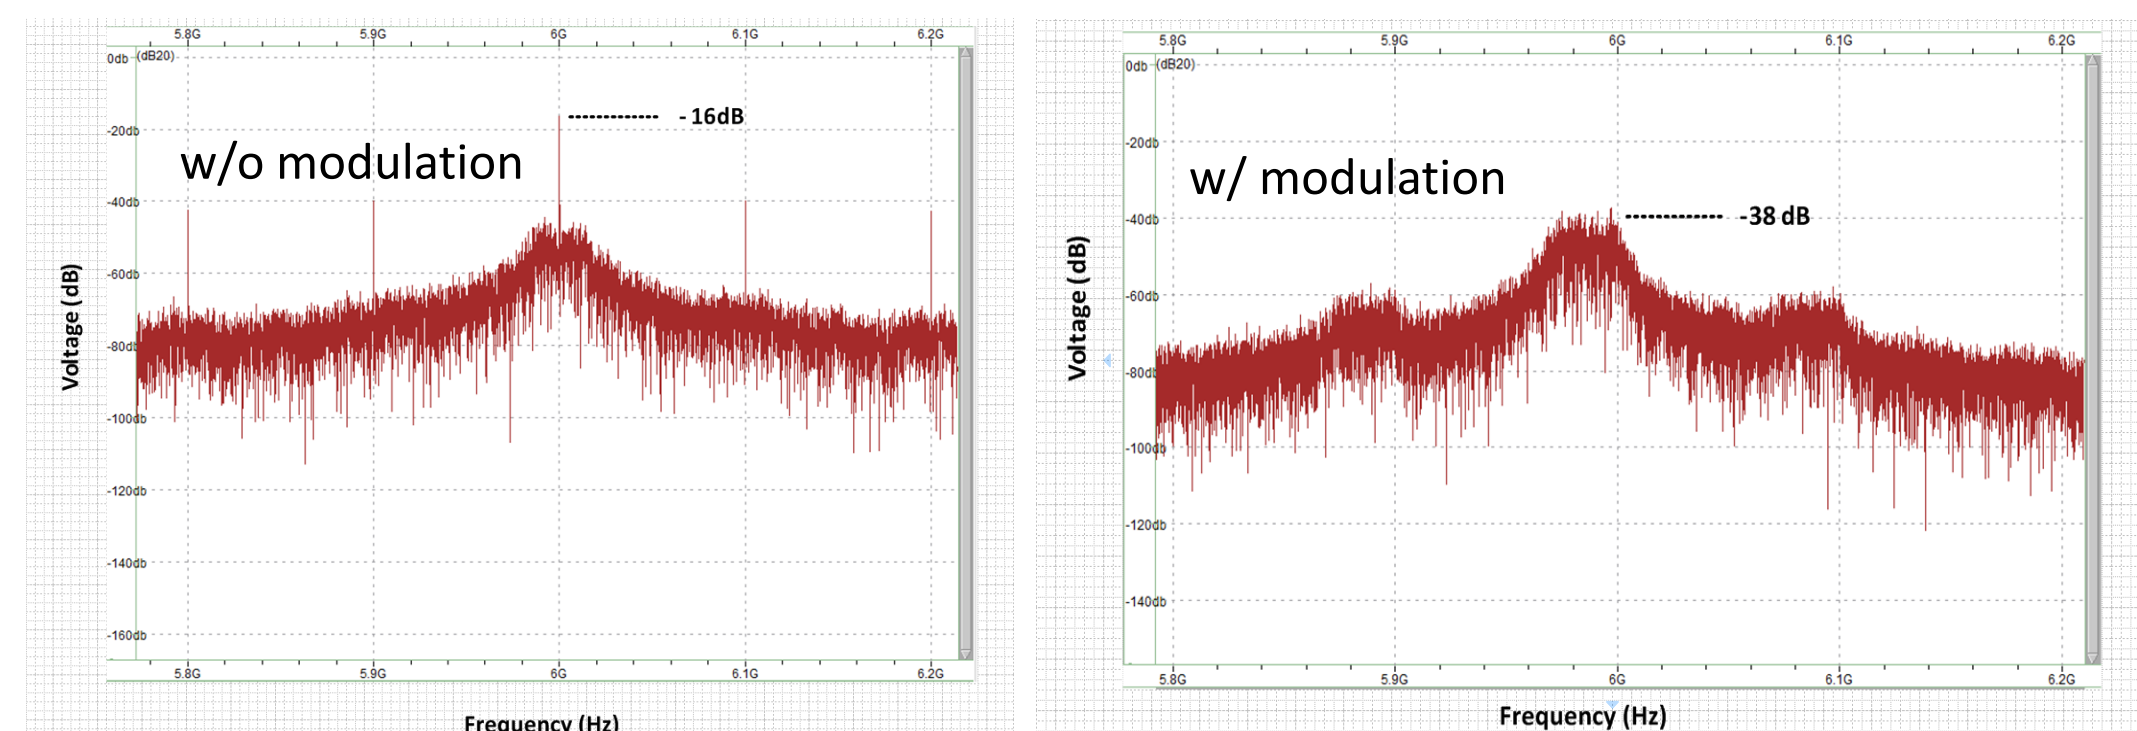 5.8G 5.9G 6G 6.1G 6.2G
0db (dB20)
- 16dB
-20db
w/o modulation
-40db
-60db
-80db
-100db
-120db
-140db
-160db
Voltage (dB)
5.8G 5.9G 6G 6.1G 6.2G
Frequency (Hz)
5.8G 5.9G 6G 6.1G 6.2G
0db (dB20)
-20db
w/ modulation
-40db
-38 dB
-60db
-80db
-100db
-120db
-140db
Voltage (dB)
5.8G 5.9G 6G 6.1G 6.2G
Frequency (Hz)